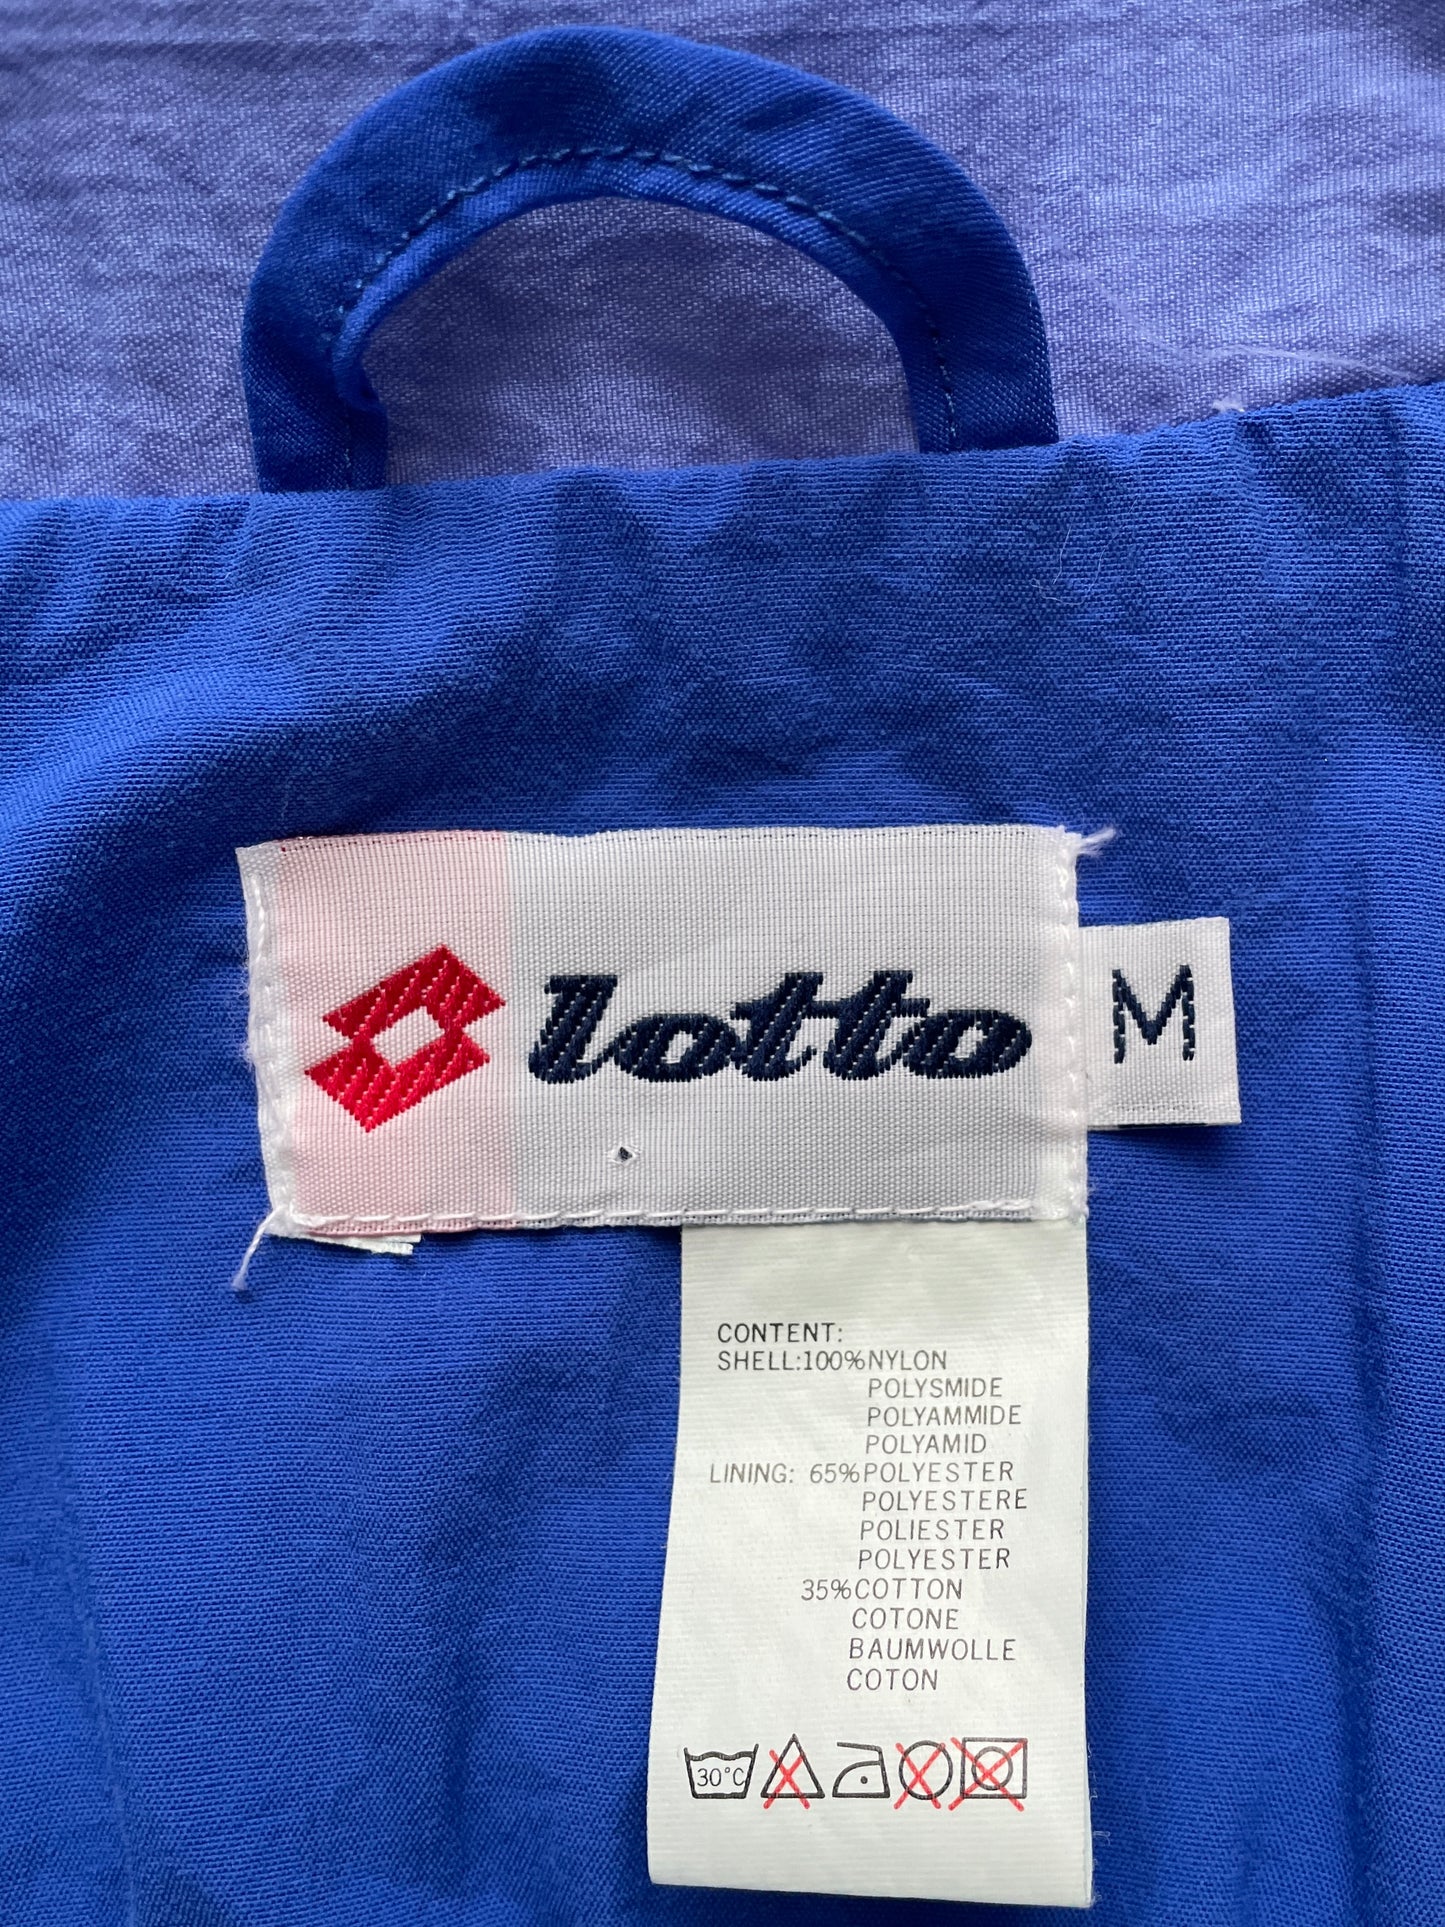 lotto
M
CONTENT:
SHELL:100%NYLON
POLYSMIDE
POLYAMMIDE
POLYAMID
LINING: 65%POLYESTER
POLYESTERE
POLIESTER
POLYESTER
35%COTTON
COTONE
BAUMWOLLE
COTON
30°C